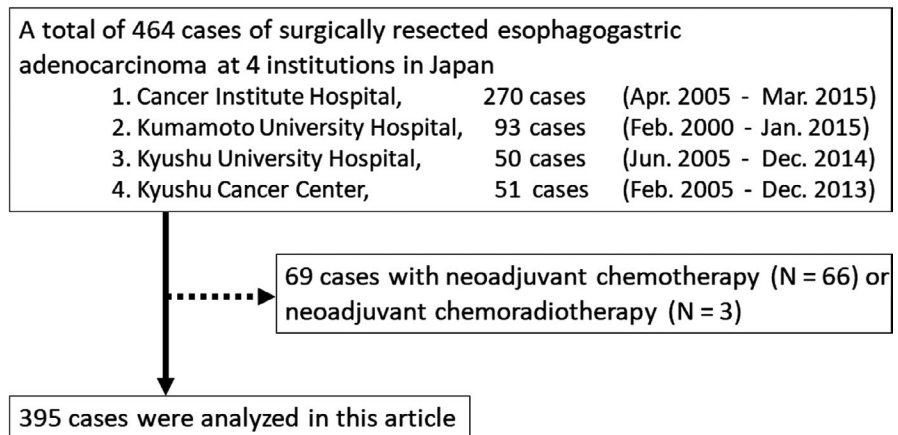 A total of 464 cases of surgically resected esophagogastric
adenocarcinoma at 4 institutions in Japan
1. Cancer Institute Hospital, 270 cases (Apr. 2005 - Mar. 2015)
2. Kumamoto University Hospital, 93 cases (Feb. 2000 - Jan. 2015)
3. Kyushu University Hospital, 50 cases (Jun. 2005 - Dec. 2014)
4. Kyushu Cancer Center, 51 cases (Feb. 2005 - Dec. 2013)
69 cases with neoadjuvant chemotherapy (N = 66) or
neoadjuvant chemoradiotherapy (N = 3)
395 cases were analyzed in this article